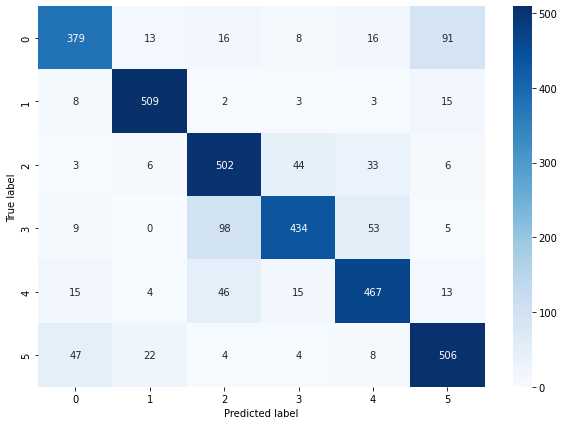 500
0 379 13 16 8 16 91
400
1 8 509 2 3 3 15
2 3 6 502 44 33 6
300
True label
3 9 0 98 434 53 5
200
4 15 4 46 15 467 13
100
5 47 22 4 4 8 506
0
0 1 2 3 4 5
Predicted label